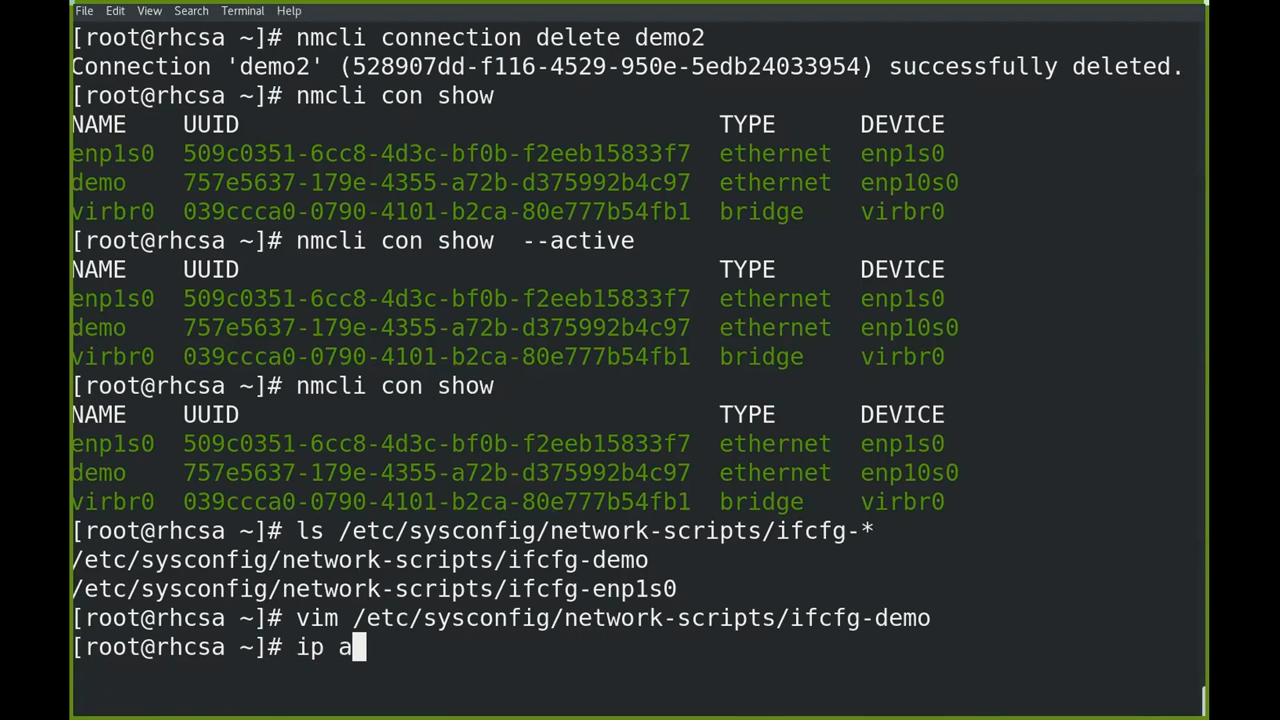 File Edit View Search Terminal Help
[root@rhcsa ~]# nmcli connection delete demo2
Connection 'demo2' (528907dd-f116-4529-950e-5edb24033954) successfully deleted.
[root@rhcsa ~]# nmcli con show
NAME    UUID                                  TYPE      DEVICE
enp1s0  509c0351-6cc8-4d3c-bf0b-f2eeb15833f7  ethernet  enp1s0
demo    757e5637-179e-4355-a72b-d375992b4c97  ethernet  enp10s0
virbr0  039ccca0-0790-4101-b2ca-80e777b54fb1  bridge    virbr0
[root@rhcsa ~]# nmcli con show  --active
NAME    UUID                                  TYPE      DEVICE
enp1s0  509c0351-6cc8-4d3c-bf0b-f2eeb15833f7  ethernet  enp1s0
demo    757e5637-179e-4355-a72b-d375992b4c97  ethernet  enp10s0
virbr0  039ccca0-0790-4101-b2ca-80e777b54fb1  bridge    virbr0
[root@rhcsa ~]# nmcli con show
NAME    UUID                                  TYPE      DEVICE
enp1s0  509c0351-6cc8-4d3c-bf0b-f2eeb15833f7  ethernet  enp1s0
demo    757e5637-179e-4355-a72b-d375992b4c97  ethernet  enp10s0
virbr0  039ccca0-0790-4101-b2ca-80e777b54fb1  bridge    virbr0
[root@rhcsa ~]# ls /etc/sysconfig/network-scripts/ifcfg-*
/etc/sysconfig/network-scripts/ifcfg-demo
/etc/sysconfig/network-scripts/ifcfg-enp1s0
[root@rhcsa ~]# vim /etc/sysconfig/network-scripts/ifcfg-demo
[root@rhcsa ~]# ip a